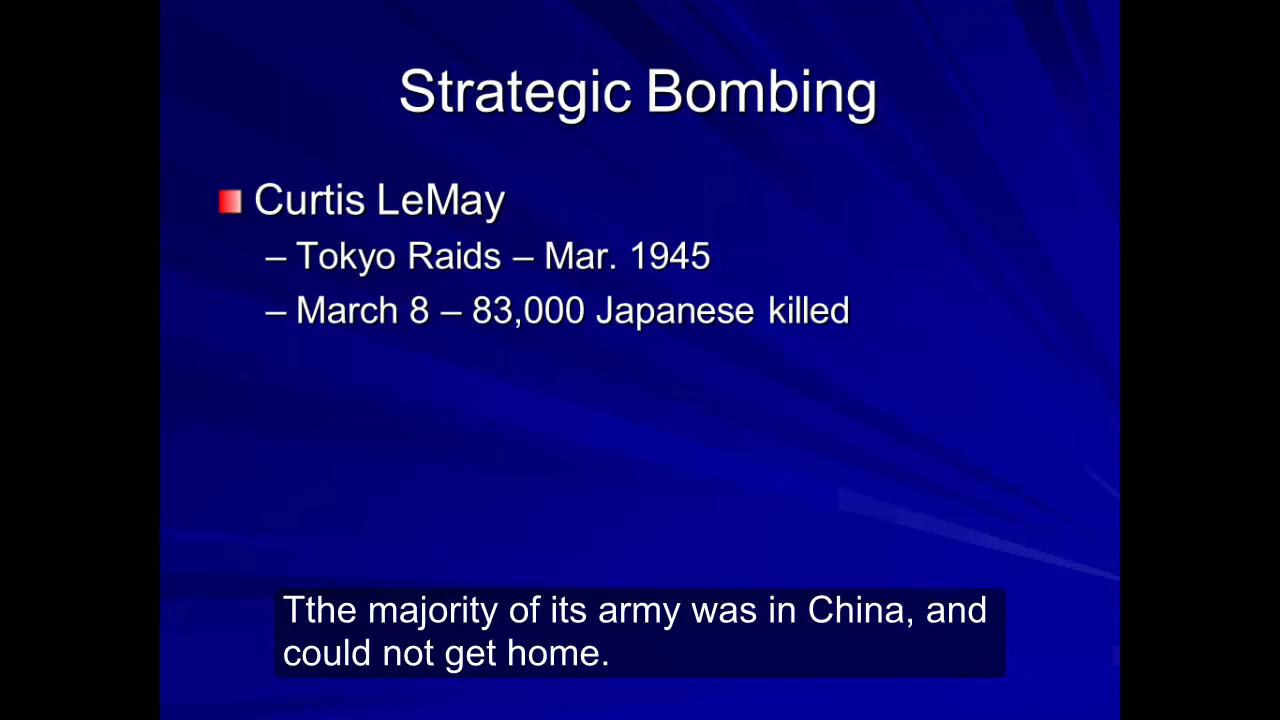 Strategic Bombing
Curtis LeMay
– Tokyo Raids – Mar. 1945
– March 8 – 83,000 Japanese killed
Tthe majority of its army was in China, and
could not get home.